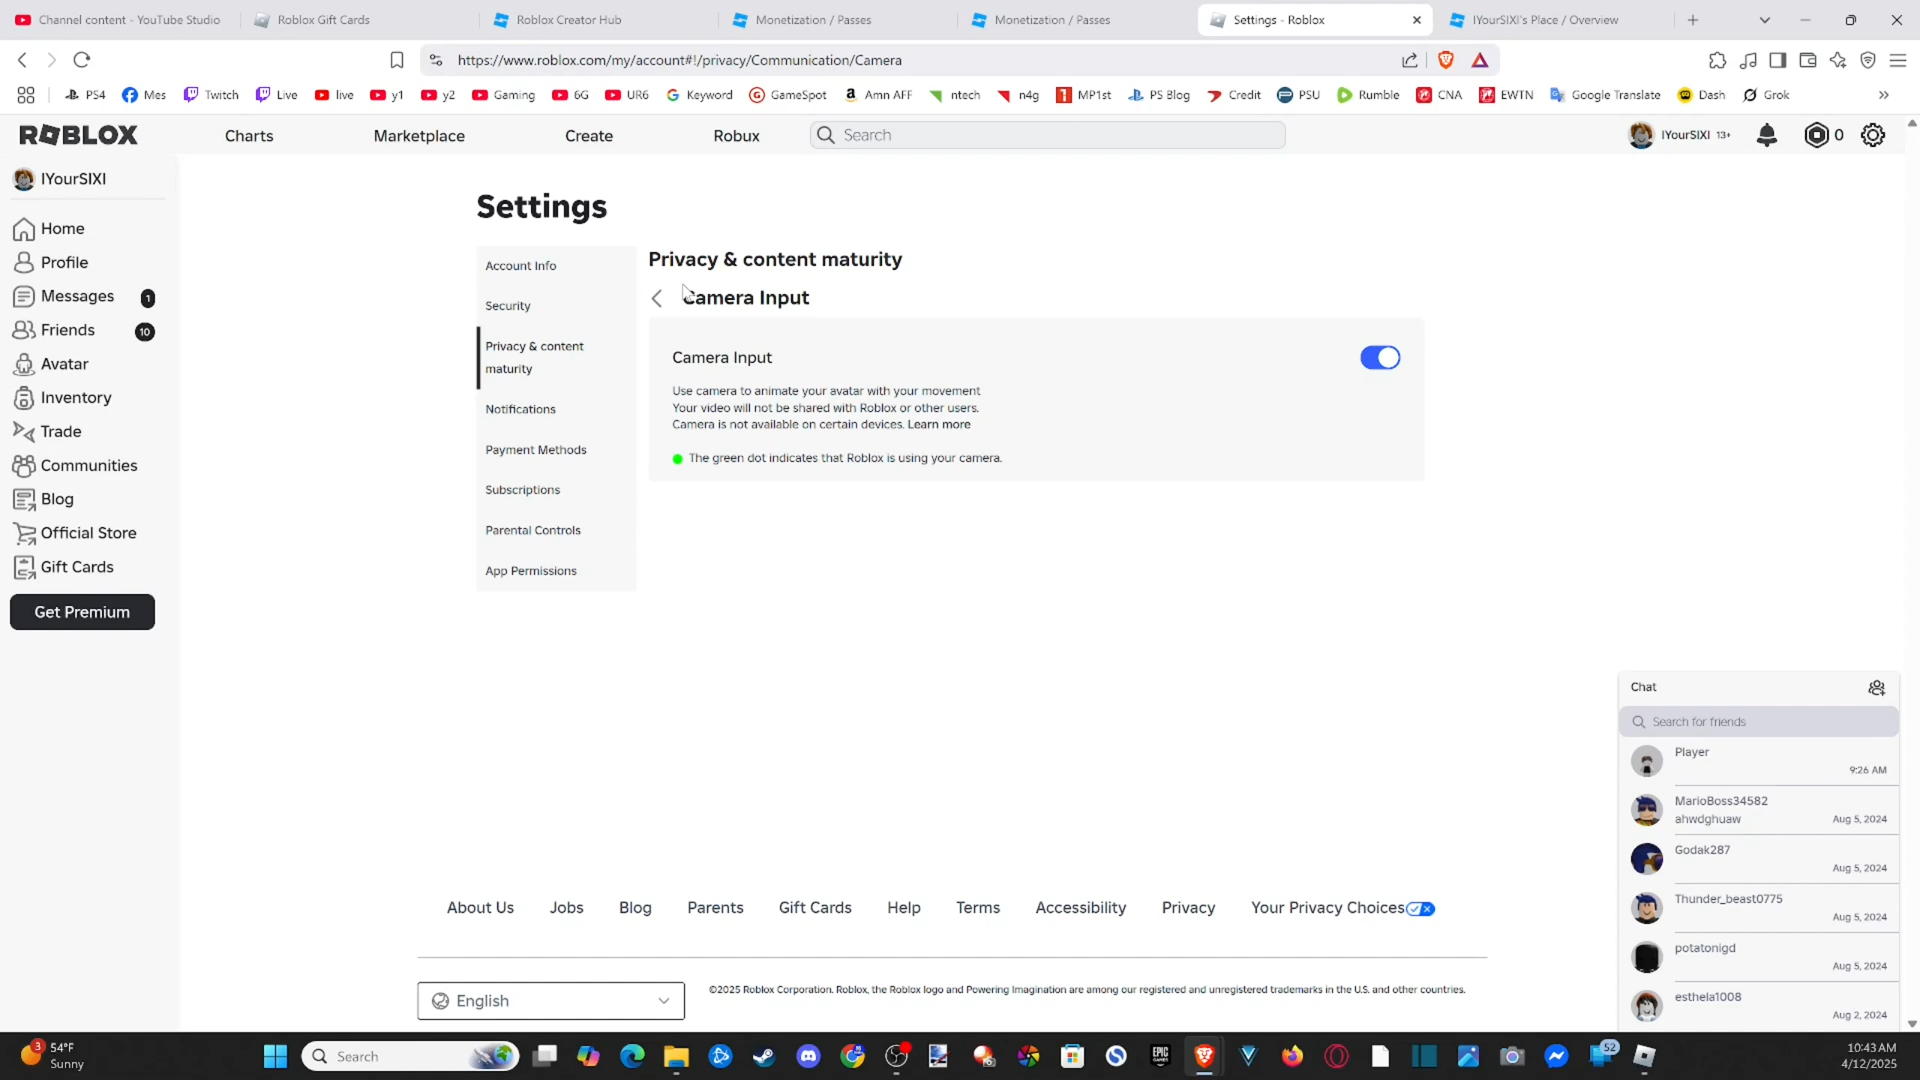 Channel content - YouTube Studio
Roblox Gift Cards
Roblox Creator Hub
Monetization / Passes
Monetization / Passes
Settings - Roblox
IYourSIXI's Place / Overview
https://www.roblox.com/my/account#!/privacy/Communication/Camera
PS4
Mes
Twitch
Live
live
y1
y2
Gaming
6G
UR6
Keyword
GameSpot
Amn AFF
ntech
n4g
MP1st
PS Blog
Credit
PSU
Rumble
CNA
EWTN
Google Translate
Dash
Grok
ROBLOX
Charts
Marketplace
Create
Robux
Search
IYourSIXI 13+
0
IYourSIXI
Home
Profile
Messages 1
Friends 10
Avatar
Inventory
Trade
Communities
Blog
Official Store
Gift Cards
Get Premium
Settings
Account Info
Security
Privacy & content
maturity
Notifications
Payment Methods
Subscriptions
Parental Controls
App Permissions
Privacy & content maturity
Camera Input
Camera Input
Use camera to animate your avatar with your movement
Your video will not be shared with Roblox or other users.
Camera is not available on certain devices. Learn more
The green dot indicates that Roblox is using your camera.
Chat
Search for friends
Player
9:26 AM
MarioBoss34582
ahwdghuaw
Aug 5, 2024
Godak287
Aug 5, 2024
Thunder_beast0775
Aug 5, 2024
potatonigd
Aug 5, 2024
esthela1008
Aug 2, 2024
About Us
Jobs
Blog
Parents
Gift Cards
Help
Terms
Accessibility
Privacy
Your Privacy Choices
English
©2025 Roblox Corporation. Roblox, the Roblox logo and Powering Imagination are among our registered and unregistered trademarks in the U.S. and other countries.
3
54°F
Sunny
Search
EPIC
GAMES
52
10:43 AM
4/12/2025